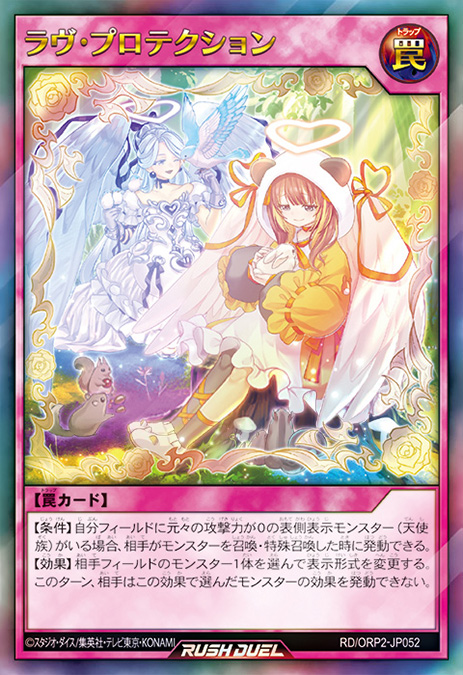 ラヴ・プロテクション
トラップ
罠
【罠カード】
【条件】自分フィールドに元々の攻撃力が0の表側表示モンスター(天使
族)がいる場合、相手がモンスターを召喚・特殊召喚した時に発動できる。
【効果】相手フィールドのモンスター1体を選んで表示形式を変更する。
このターン、相手はこの効果で選んだモンスターの効果を発動できない。
©スタジオ・ダイス/集英社・テレビ東京・KONAMI
RUSH DUEL
RD/ORP2-JP052